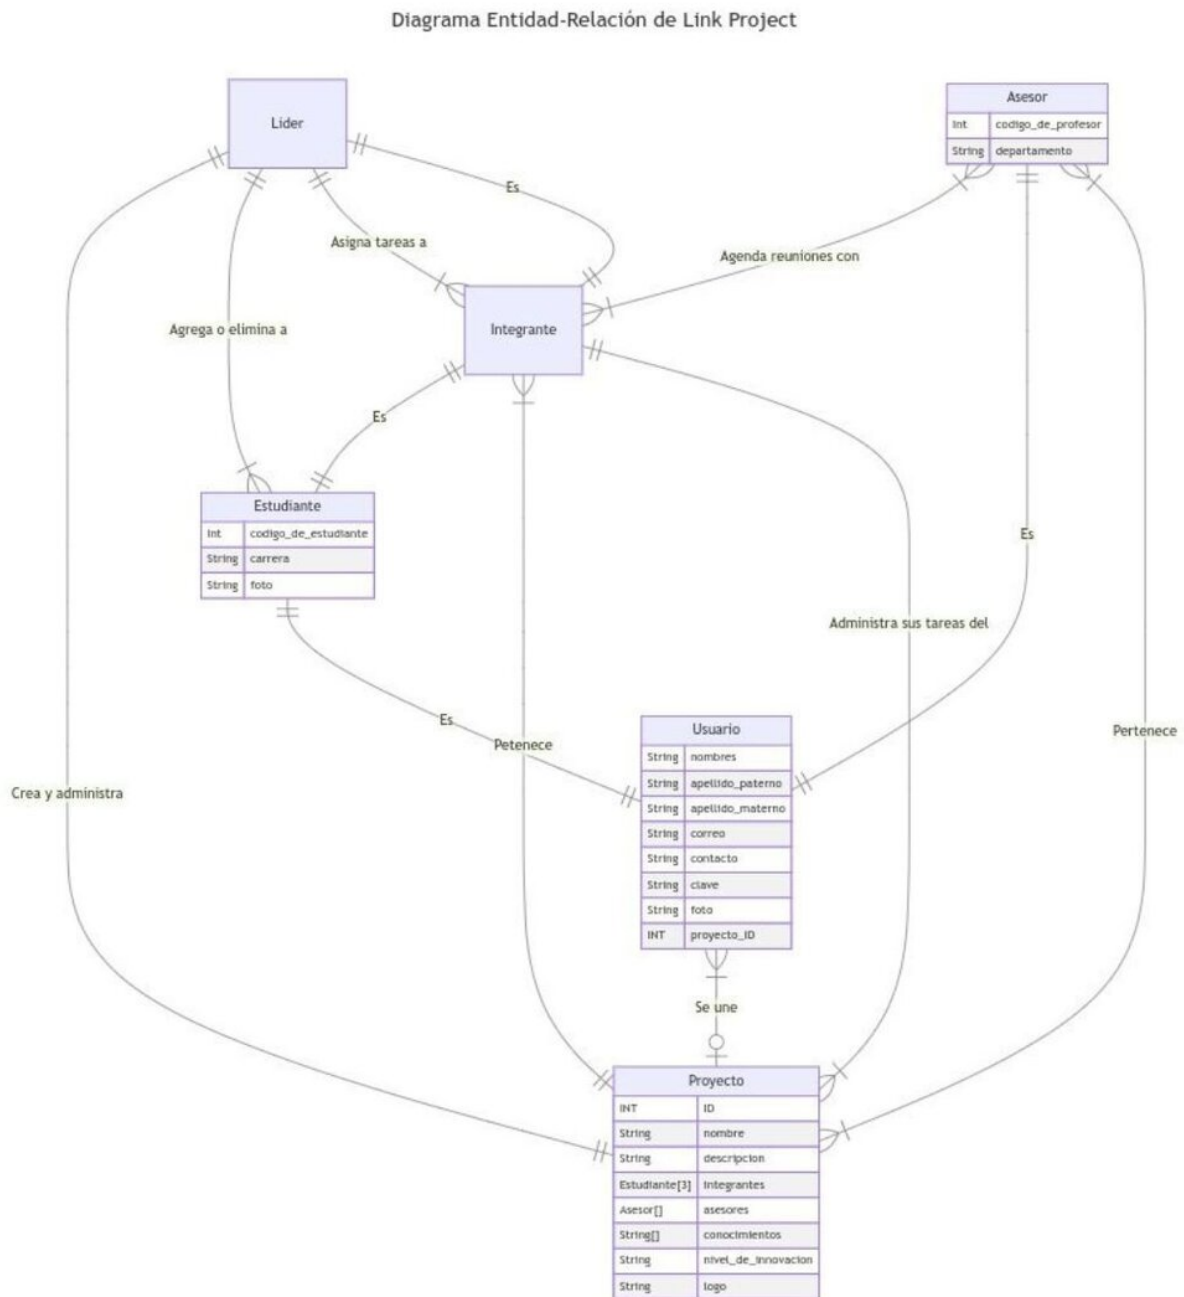 Diagrama Entidad-Relación de Link Project
Líder
Asesor
Int codigo_de_profesor
String departamento
Es
Asigna tareas a
Agenda reuniones con
Agrega o elimina a
Integrante
Es
Estudiante
Int codigo_de_estudiante
String carrera
String foto
Es
Administra sus tareas del
Es
Petenece
Pertenece
Crea y administra
Usuario
String nombres
String apellido_paterno
String apellido_materno
String correo
String contacto
String clave
String foto
INT proyecto_ID
Se une
Proyecto
INT ID
String nombre
String descripcion
Estudiante[3] integrantes
Asesor[] asesores
String[] conocimientos
String nivel_de_innovacion
String logo